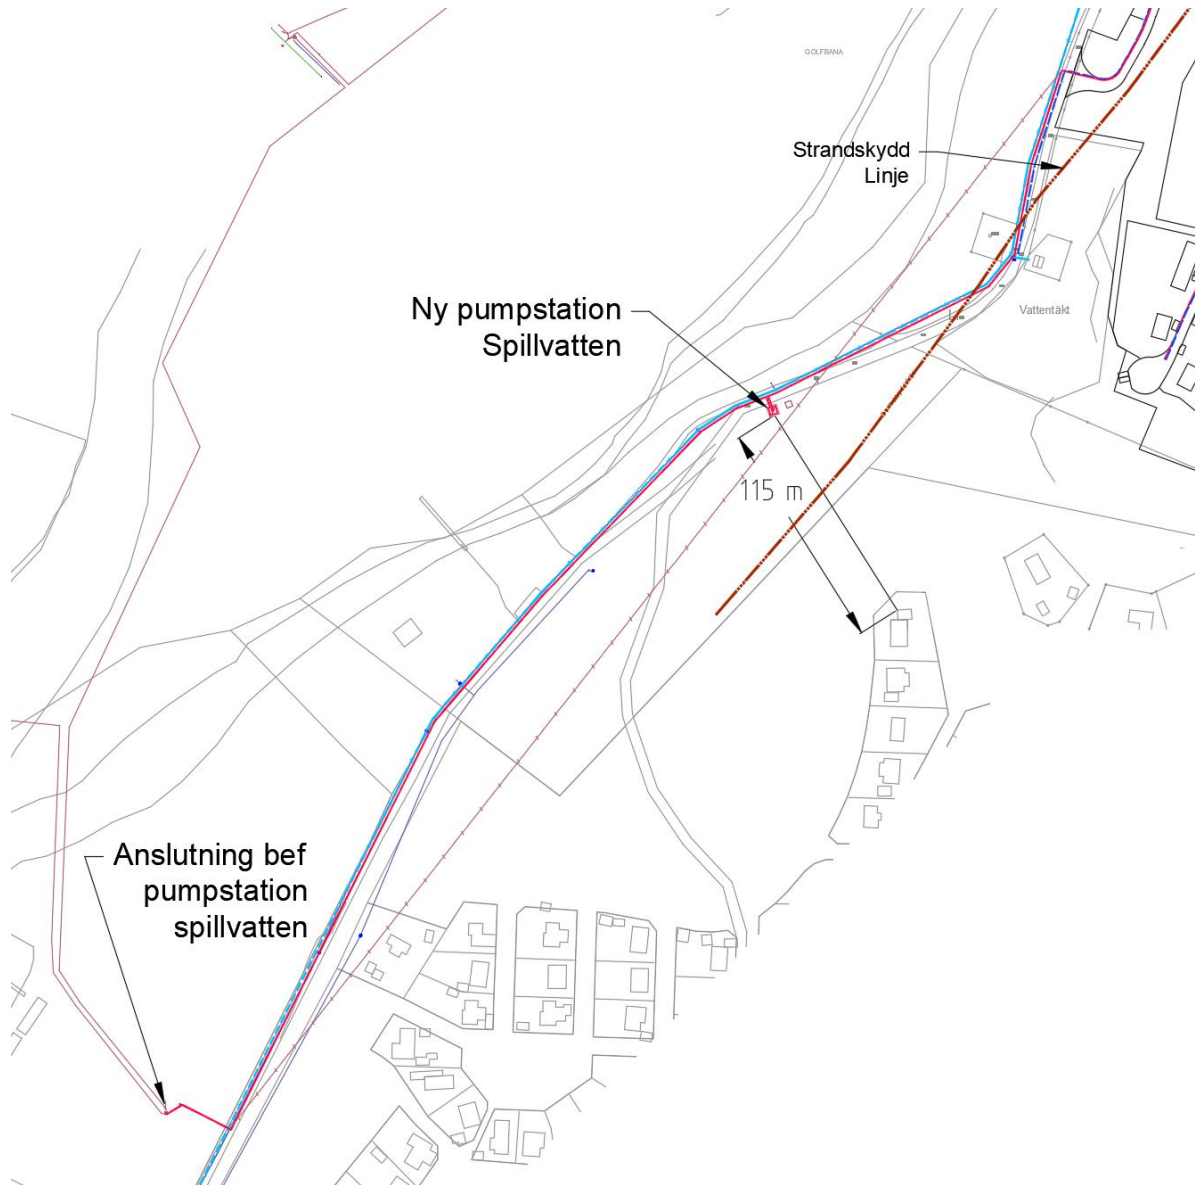 GOLFBANA
Strandskydd
Linje
Ny pumpstation
Spillvatten
Vattentäkt
115 m
Anslutning bef
pumpstation
spillvatten